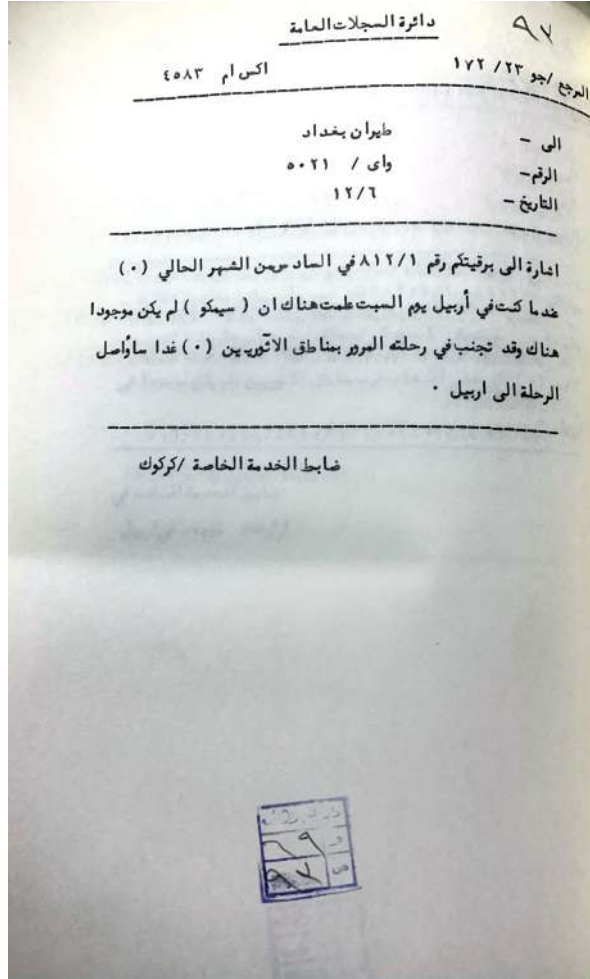 ٩٧
دائرة السجلات العامة
المرجع /جو ٢٣/ ١٧٢ اكس ام ٤٥٨٣
الى - طيران بغداد
الرقم- واى / ٥٠٢١
التاريخ - ١٢/٦
اشارة الى برقيتكم رقم ٨١٢/١ في السادس من الشهر الحالي (٠)
عندما كنت في أربيل يوم السبت علمت هناك ان ( سيمكو ) لم يكن موجودا
هناك وقد تجنب في رحلته المرور بمناطق الاثوريين (٠) غدا ساؤاصل
الرحلة الى اربيل ٠
ضابط الخدمة الخاصة /كركوك
٩٧